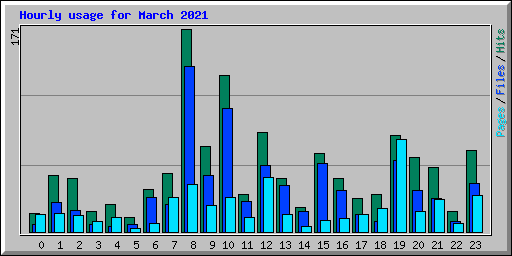 Hourly usage for March 2021
171
Pages/Files/Hits
0 1 2 3 4 5 6 7 8 9 10 11 12 13 14 15 16 17 18 19 20 21 22 23